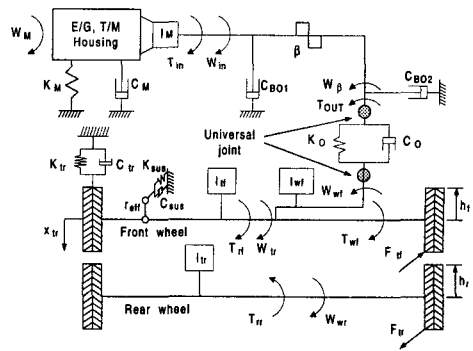 W_M
E/G, T/M
Housing
I_M
T_in
W_in
β
K_M
C_M
C_BO1
W_β
C_BO2
T_OUT
Universal
joint
K_O
C_O
K_tr
C_tr
K_sus
C_sus
r_eff
I_tf
I_wf
W_wf
h_f
x_tr
Front wheel
T_rf
W_tr
T_wf
F_tf
I_tr
h_r
Rear wheel
T_rr
W_wr
F_tr